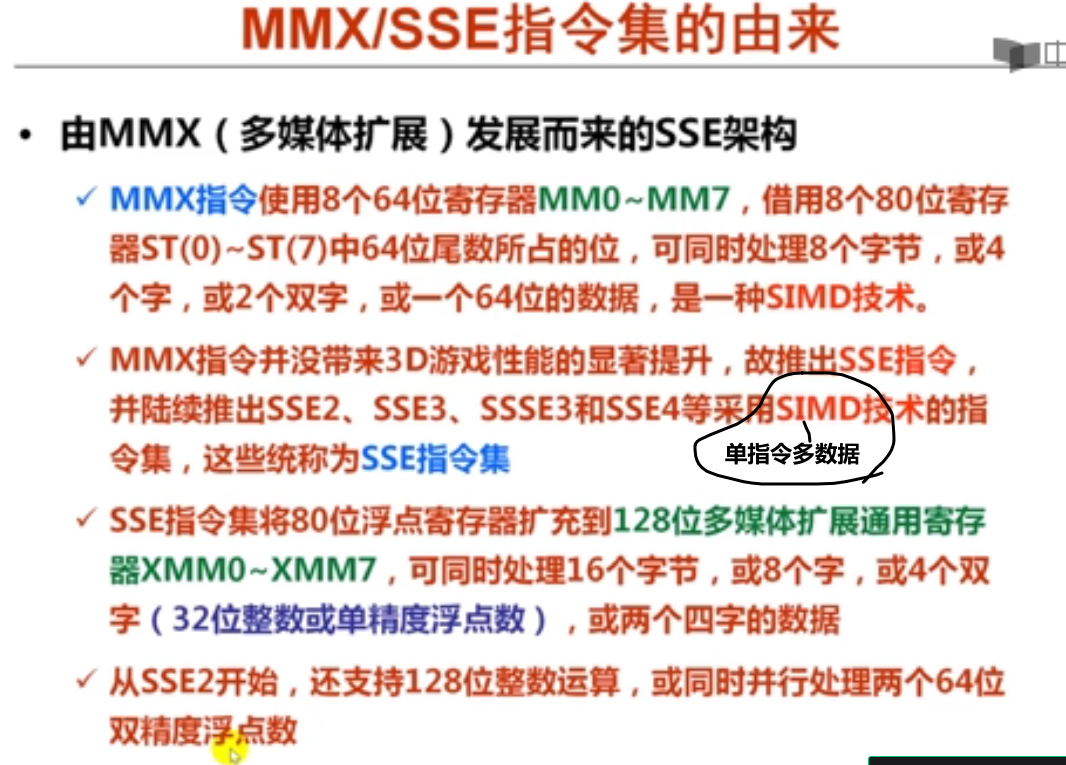 MMX/SSE指令集的由来
中
• 由MMX（多媒体扩展）发展而来的SSE架构
✓ MMX指令使用8个64位寄存器MM0~MM7，借用8个80位寄存
器ST(0)~ST(7)中64位尾数所占的位，可同时处理8个字节，或4
个字，或2个双字，或一个64位的数据，是一种SIMD技术。
✓ MMX指令并没带来3D游戏性能的显著提升，故推出SSE指令，
并陆续推出SSE2、SSE3、SSSE3和SSE4等采用SIMD技术的指
令集，这些统称为SSE指令集
单指令多数据
✓ SSE指令集将80位浮点寄存器扩充到128位多媒体扩展通用寄存
器XMM0~XMM7，可同时处理16个字节，或8个字，或4个双
字（32位整数或单精度浮点数），或两个四字的数据
✓ 从SSE2开始，还支持128位整数运算，或同时并行处理两个64位
双精度浮点数